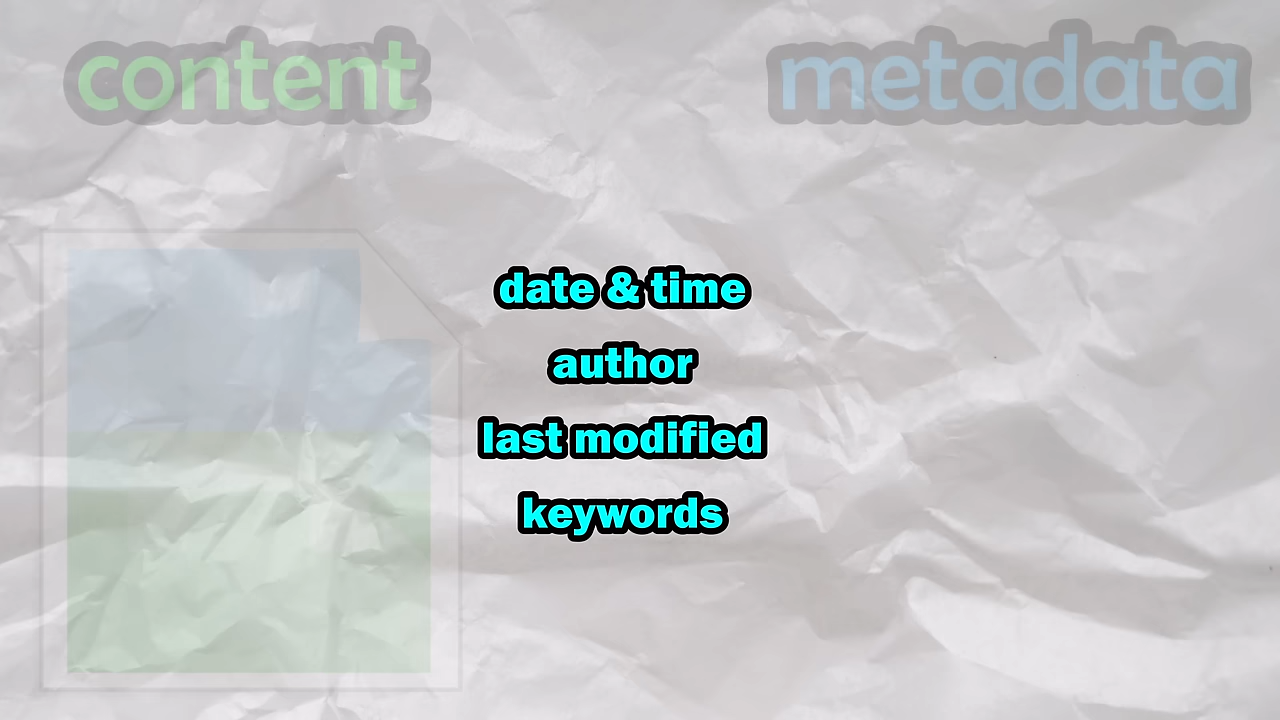 content
metadata
date & time
author
last modified
keywords